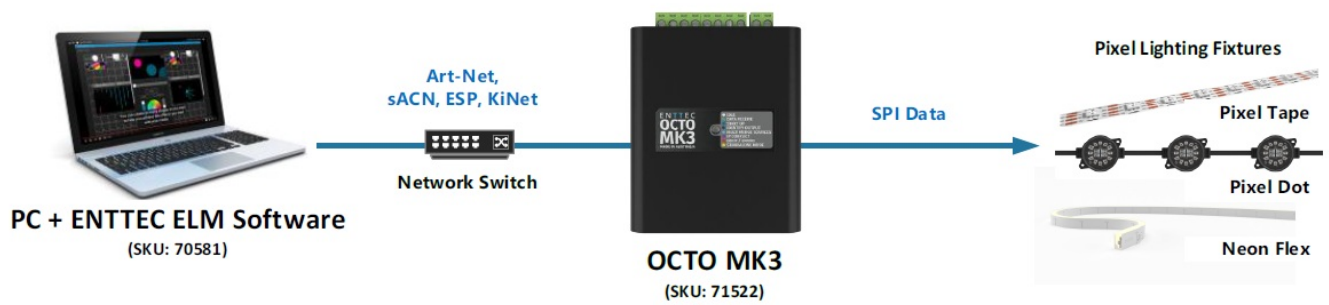 Art-Net,
sACN, ESP, KiNet
Network Switch
PC + ENTTEC ELM Software
(SKU: 70581)
ENTTEC
OCTO
MK3
OCTO MK3
(SKU: 71522)
SPI Data
Pixel Lighting Fixtures
Pixel Tape
Pixel Dot
Neon Flex